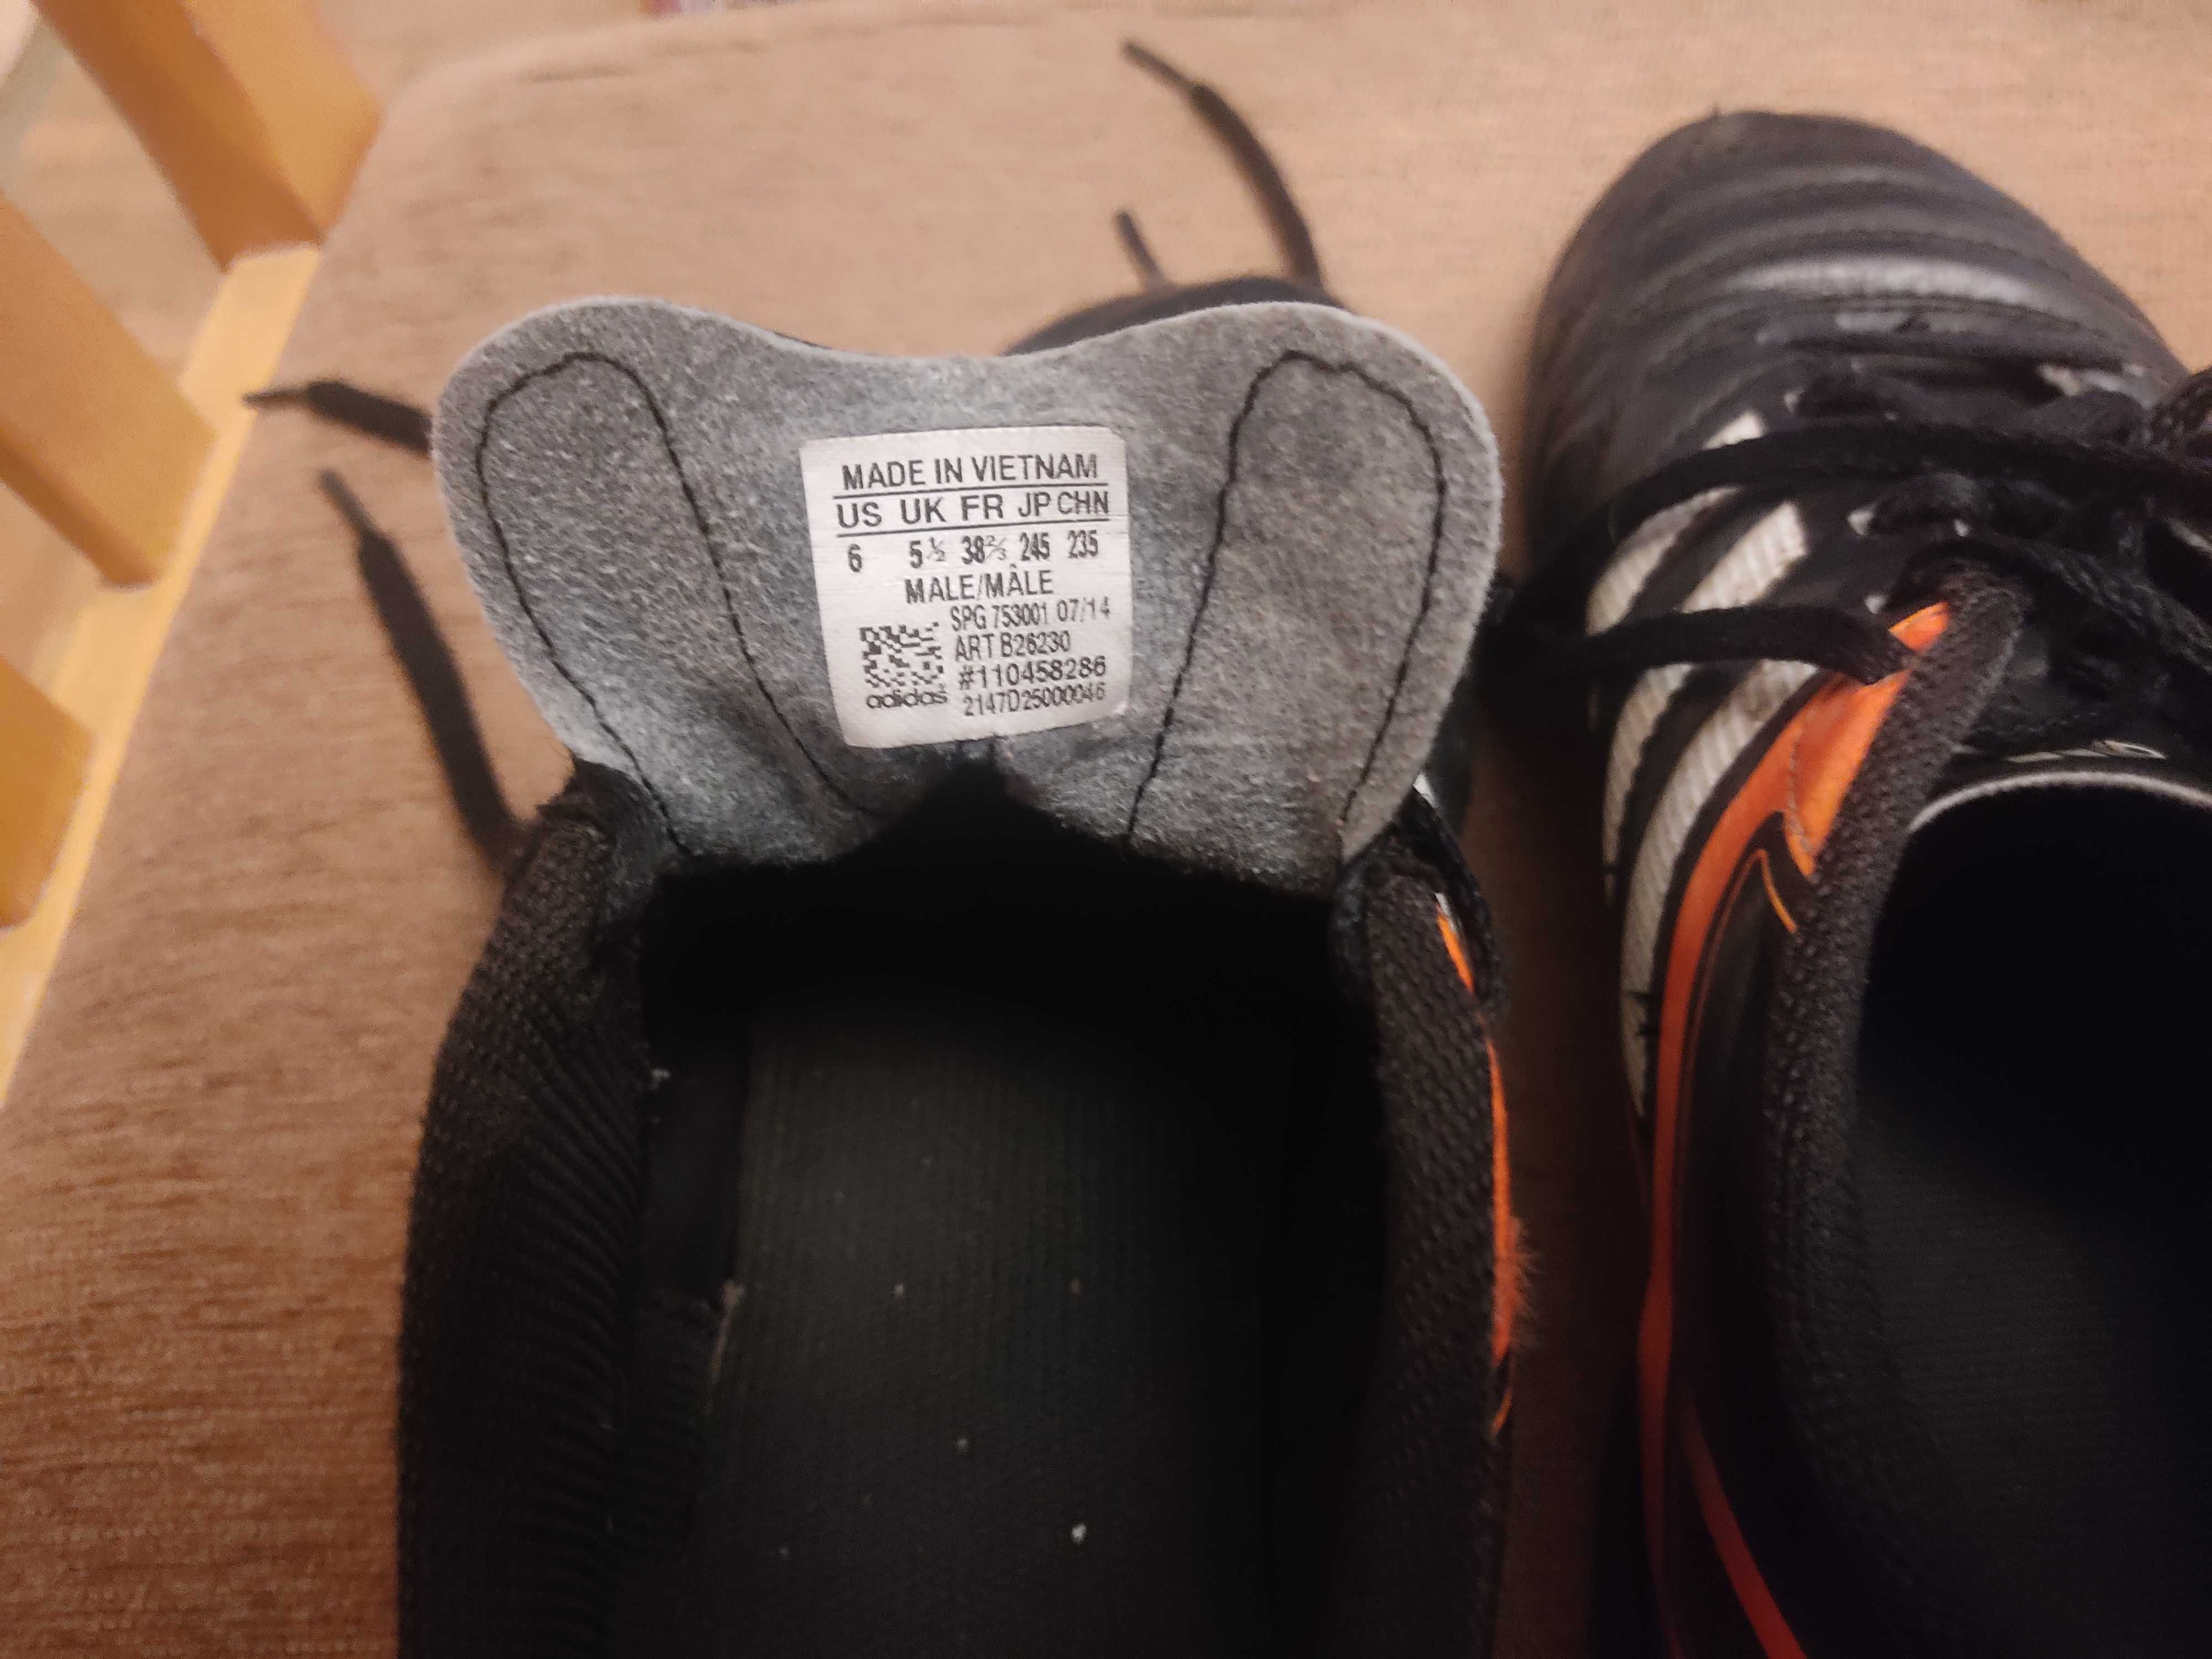 MADE IN VIETNAM
US UK FR JP CHN
6 5½ 38⅔ 245 235
MALE/MÂLE
SPG 753001 07/14
ART B26230
#110458286
adidas 2147D25000046